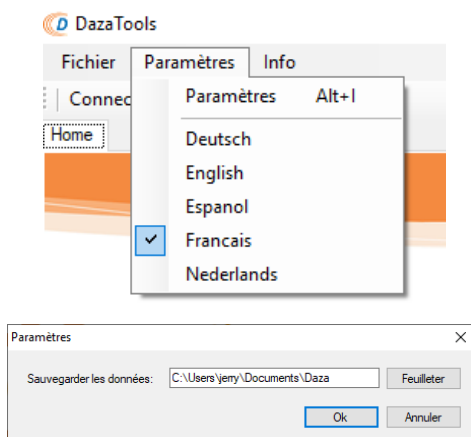 DazaTools
Fichier Paramètres Info
Connec Paramètres Alt+I
Home
Deutsch
English
Espanol
Francais
Nederlands
Paramètres
Sauvegarder les données: C:\Users\jerry\Documents\Daza Feuilleter
Ok Annuler